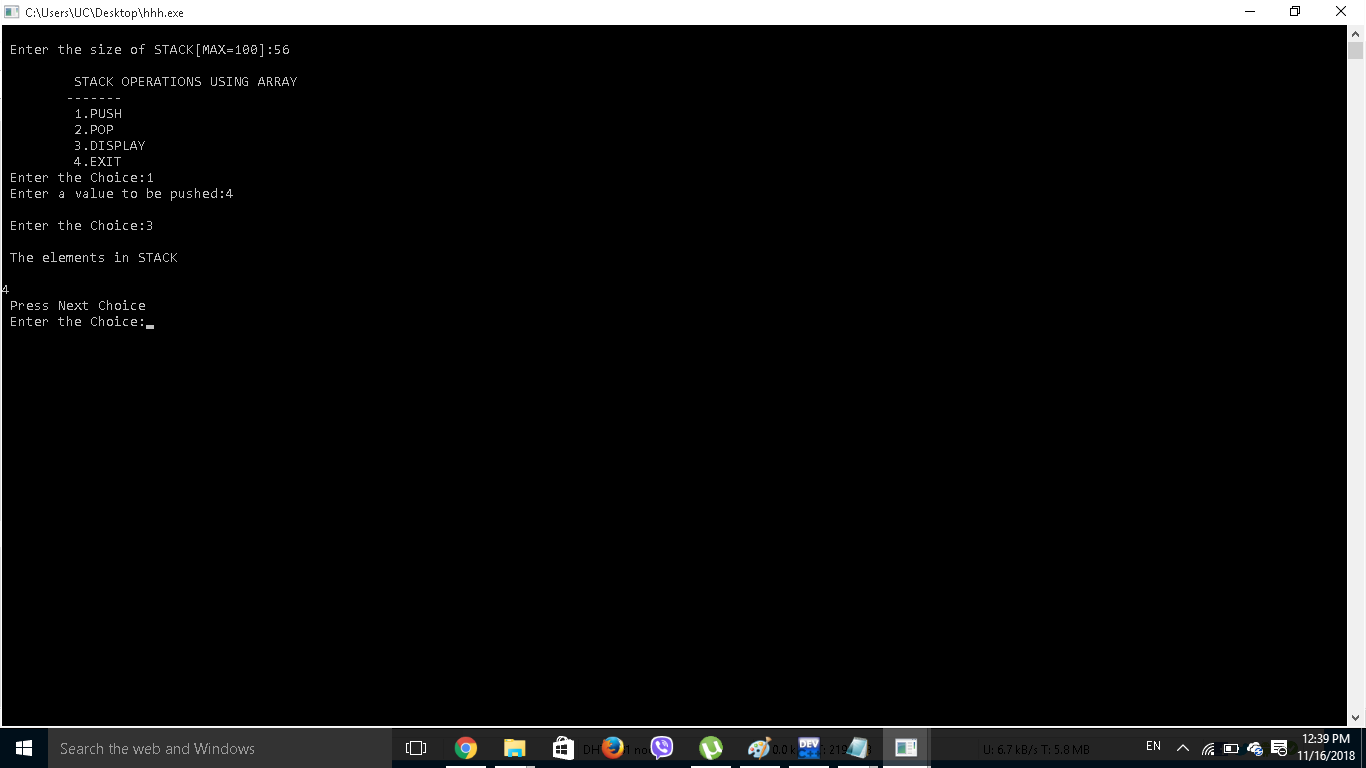 C:\Users\UC\Desktop\hhh.exe
Enter the size of STACK[MAX=100]:56
STACK OPERATIONS USING ARRAY
-------
1.PUSH
2.POP
3.DISPLAY
4.EXIT
Enter the Choice:1
Enter a value to be pushed:4
Enter the Choice:3
The elements in STACK
4
Press Next Choice
Enter the Choice:
Search the web and Windows
DEV
U: 6.7 kB/s T: 5.8 MB
EN
12:39 PM
11/16/2018